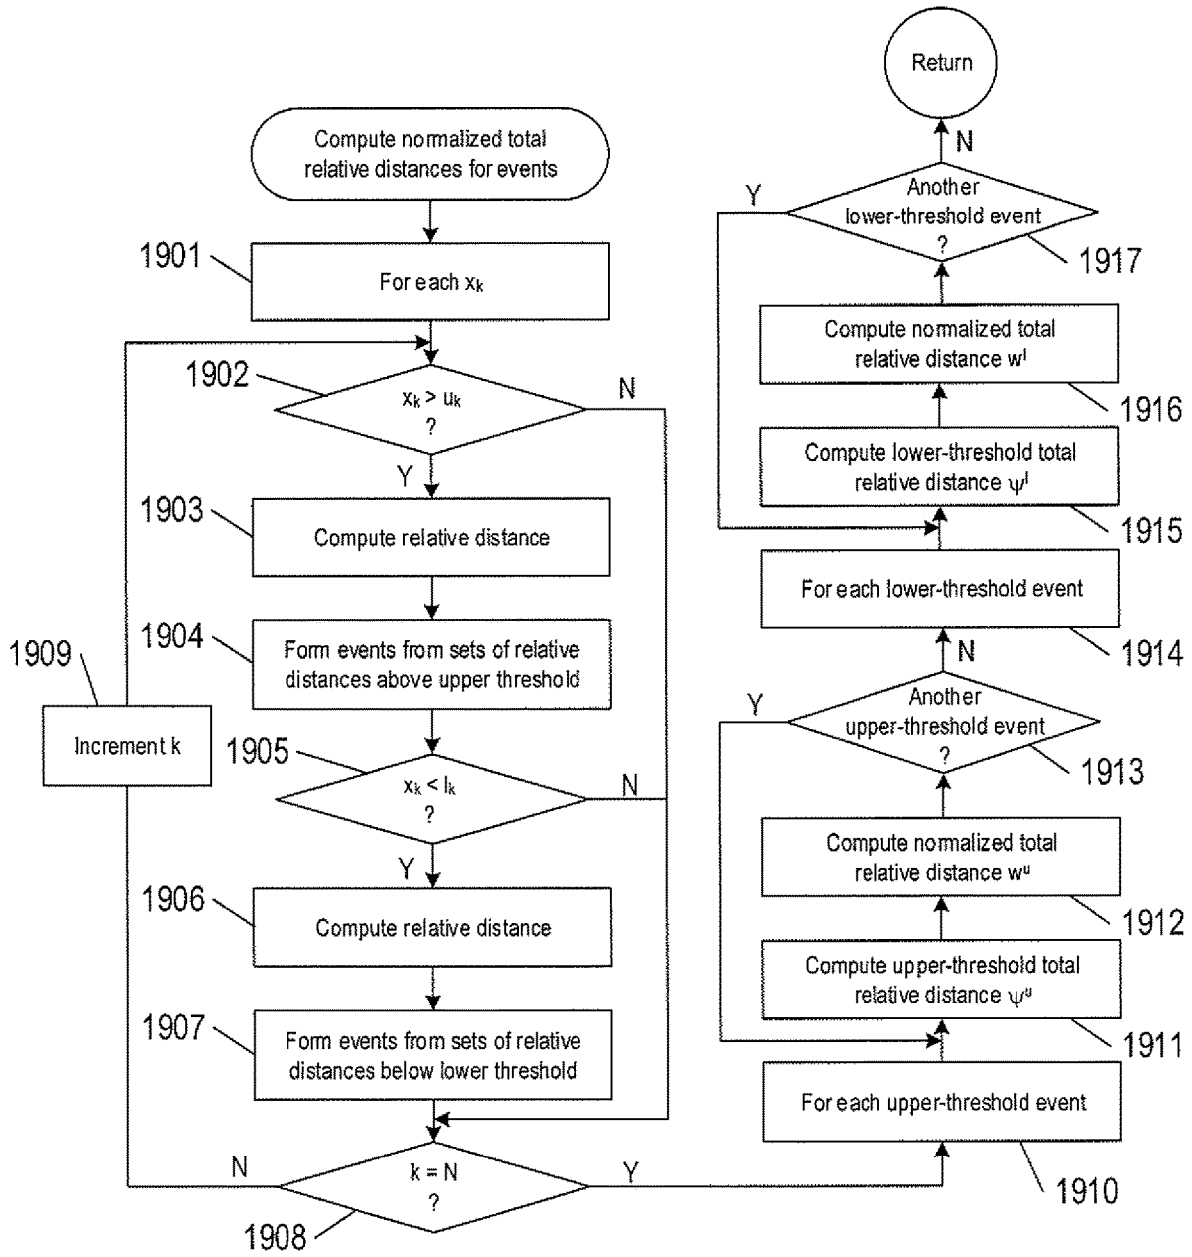 Compute normalized total
relative distances for events
1901
For each xk
1902
xk > uk
?
N
Y
1903
Compute relative distance
1904
Form events from sets of relative
distances above upper threshold
1909
Increment k
1905
xk < lk
?
N
Y
1906
Compute relative distance
1907
Form events from sets of relative
distances below lower threshold
N
k = N
?
Y
1908
Return
N
Y
Another
lower-threshold event
?
1917
Compute normalized total
relative distance wl
1916
Compute lower-threshold total
relative distance ψl
1915
For each lower-threshold event
1914
N
Y
Another
upper-threshold event
?
1913
Compute normalized total
relative distance wu
1912
Compute upper-threshold total
relative distance ψu
1911
For each upper-threshold event
1910